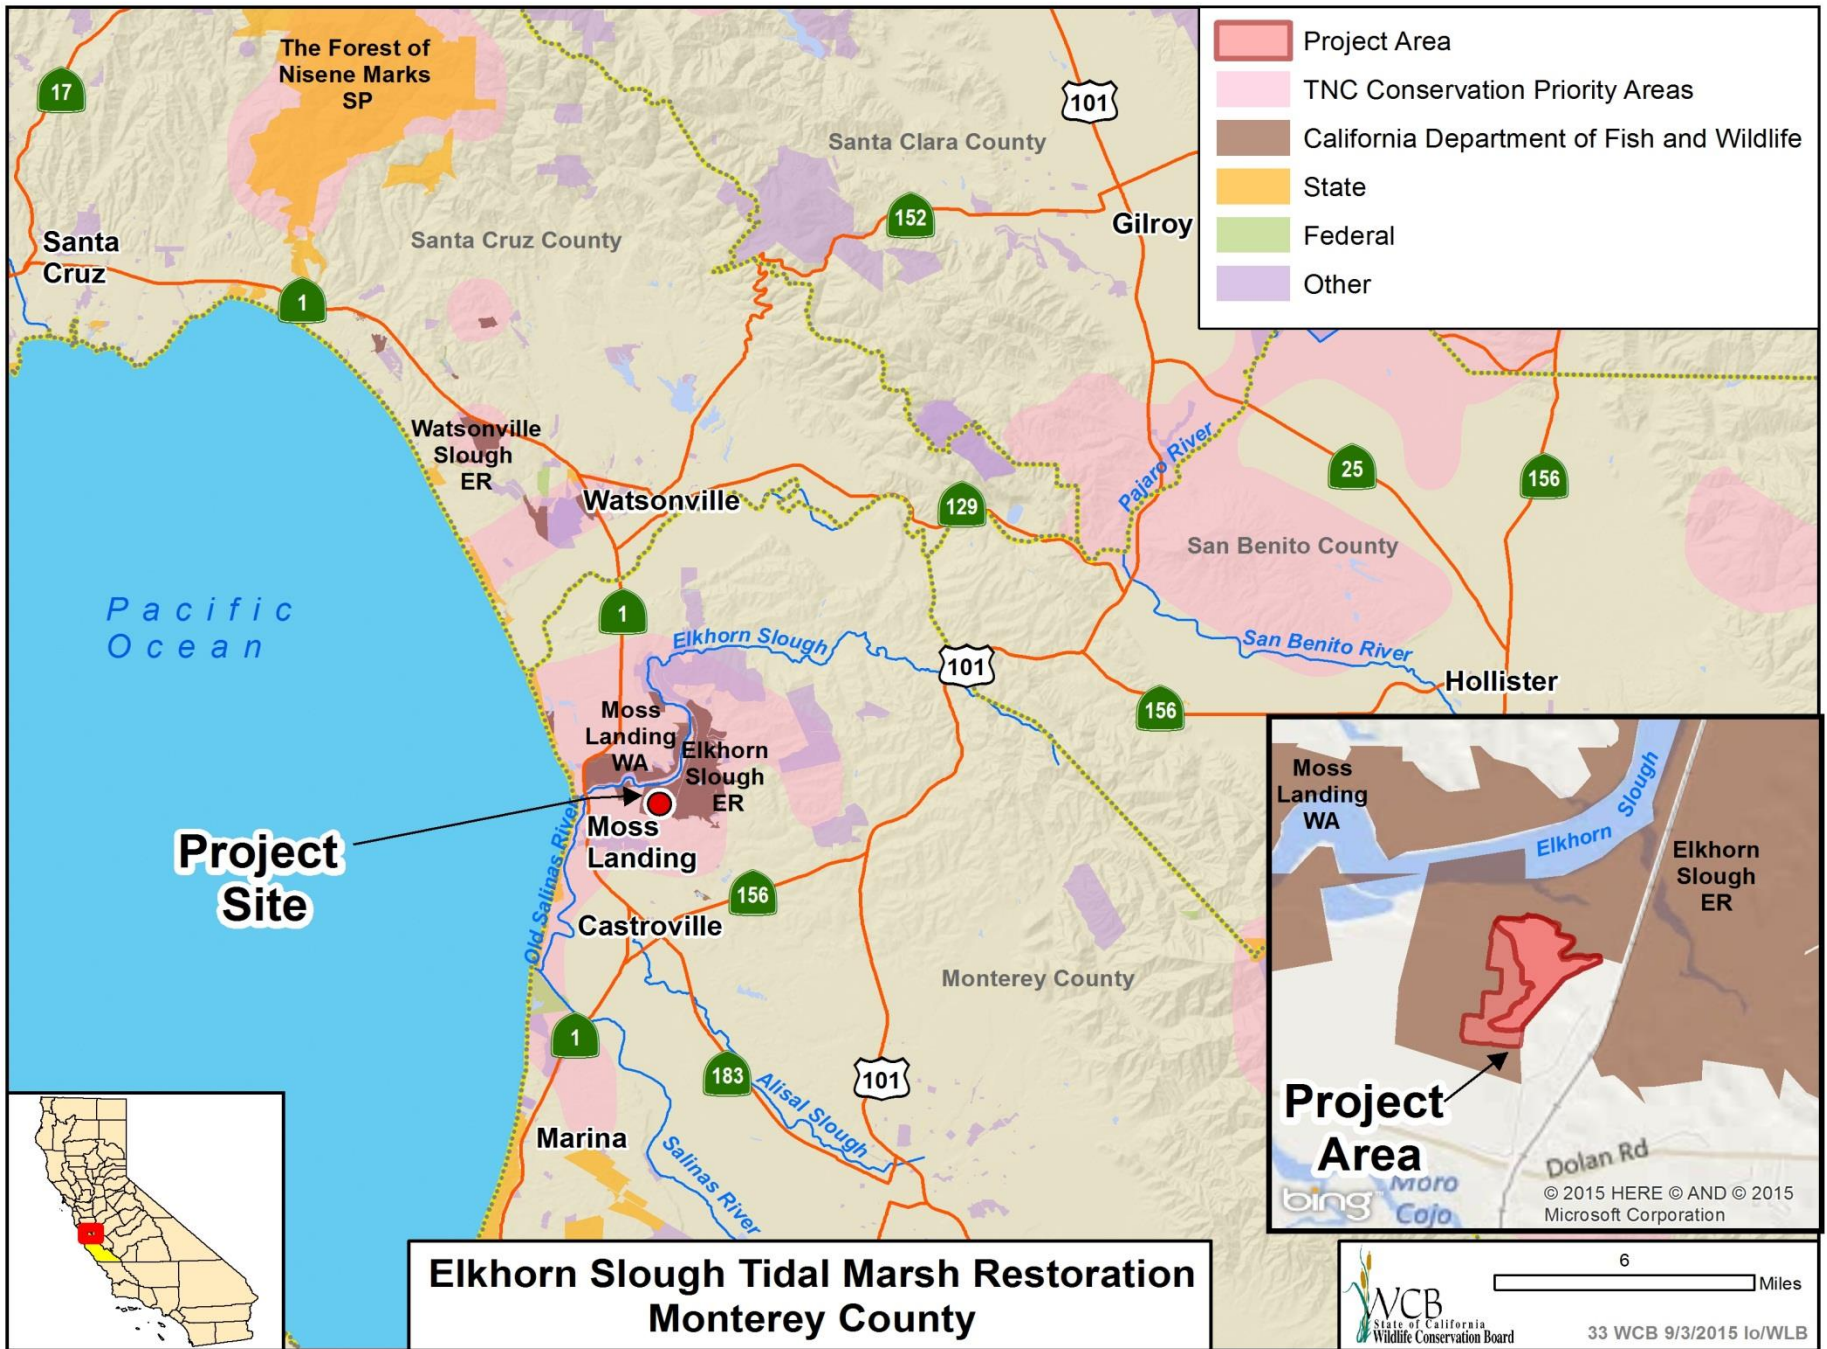 The Forest of
Nisene Marks
SP
17
101
Santa Clara County
152
Gilroy
Santa Cruz County
Santa
Cruz
1
Project Area
TNC Conservation Priority Areas
California Department of Fish and Wildlife
State
Federal
Other
Watsonville
Slough
ER
Watsonville
129
Pajaro River
25
156
San Benito County
Pacific
Ocean
1
Elkhorn Slough
101
San Benito River
Hollister
156
Moss
Landing
WA
Elkhorn
Slough
ER
Project
Site
Moss
Landing
Old Salinas River
156
Castroville
Monterey County
1
183
101
Alisal Slough
Marina
Salinas River
Moss
Landing
WA
Elkhorn Slough
Elkhorn
Slough
ER
Project
Area
Dolan Rd
Moro
Cojo
bing
© 2015 HERE © AND © 2015
Microsoft Corporation
Elkhorn Slough Tidal Marsh Restoration
Monterey County
WCB
State of California
Wildlife Conservation Board
6
Miles
33 WCB 9/3/2015 lo/WLB